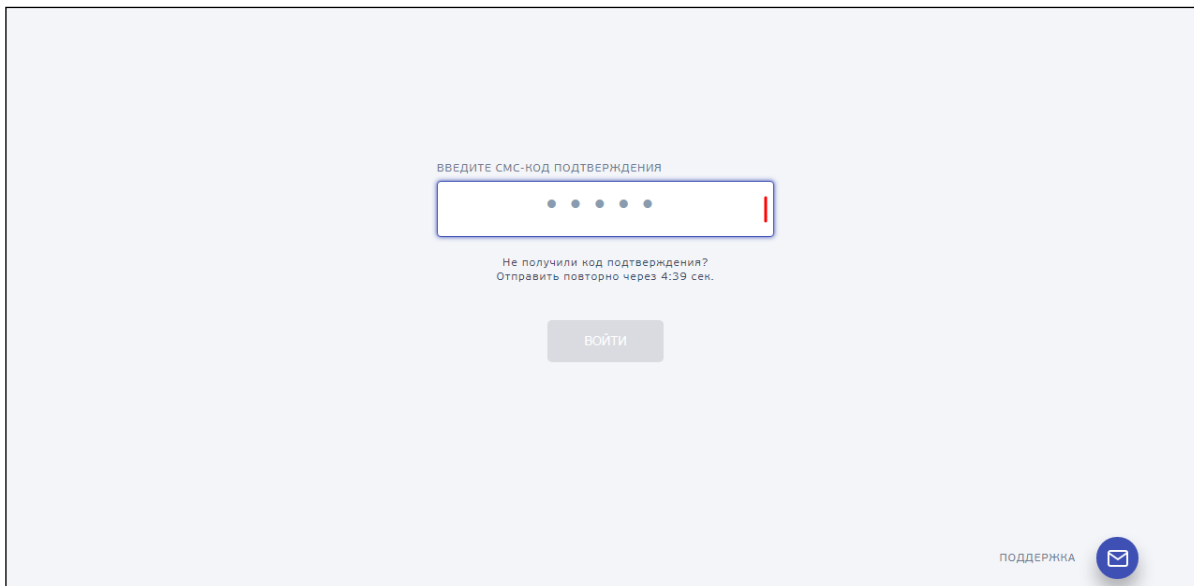 ВВЕДИТЕ СМС-КОД ПОДТВЕРЖДЕНИЯ
Не получили код подтверждения?
Отправить повторно через 4:39 сек.
ВОЙТИ
ПОДДЕРЖКА